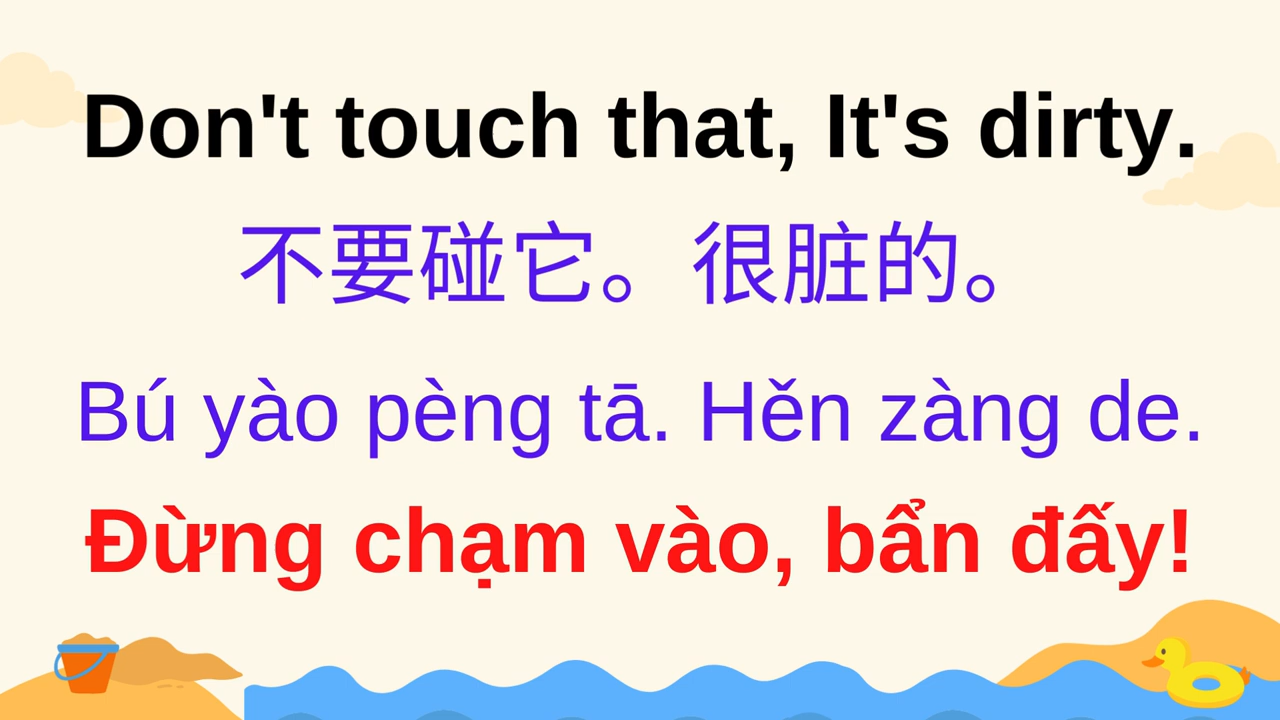 Don't touch that, It's dirty.
不要碰它。很脏的。
Bú yào pèng tā. Hěn zàng de.
Đừng chạm vào, bẩn đấy!